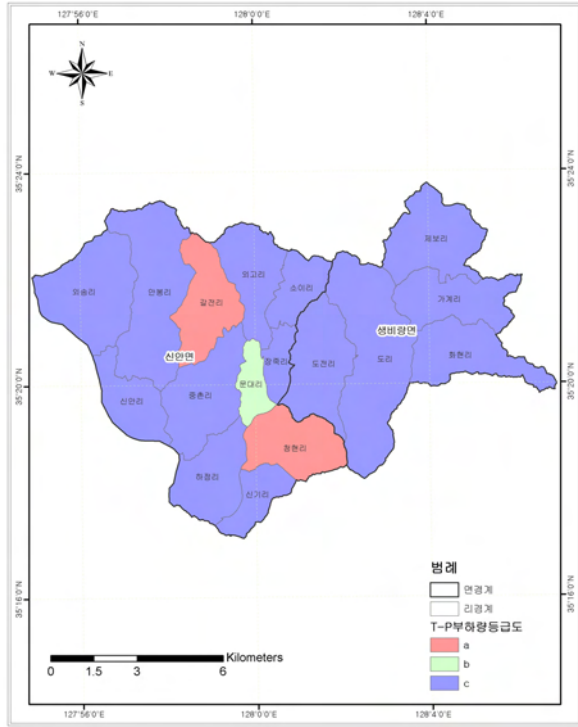 127°56'0"E 128°0'0"E 128°4'0"E
N
W E
S
35°24'0"N 35°24'0"N
제보리
외송리 안봉리 갈전리 외고리 소이리 가계리
생비량면
신안면 장죽리 도전리 도리 화현리
35°20'0"N 35°20'0"N
문대리
신안리 중촌리
청현리
하정리
신기리
범례
면경계
리경계
T-P부하량등급도
a
b
c
35°16'0"N 35°16'0"N
Kilometers
0 1.5 3 6
127°56'0"E 128°0'0"E 128°4'0"E